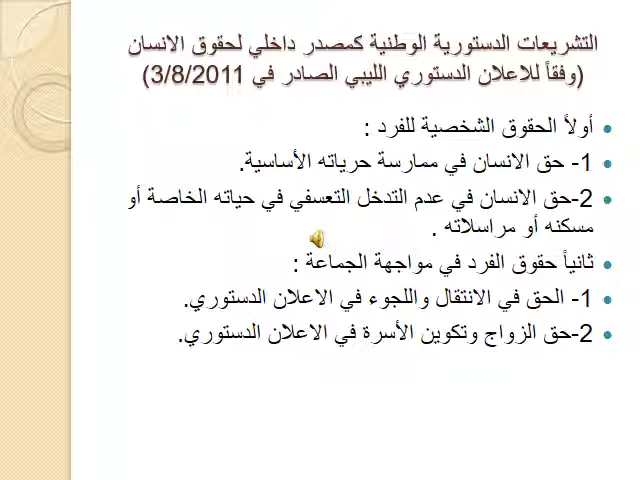 التشريعات الدستورية الوطنية كمصدر داخلي لحقوق الانسان
(وفقاً للاعلان الدستوري الليبي الصادر في 3/8/2011)
أولأ الحقوق الشخصية للفرد :
1- حق الانسان في ممارسة حرياته الأساسية.
2-حق الانسان في عدم التدخل التعسفي في حياته الخاصة أو
مسكنه أو مراسلاته .
ثانياً حقوق الفرد في مواجهة الجماعة :
1- الحق في الانتقال واللجوء في الاعلان الدستوري.
2-حق الزواج وتكوين الأسرة في الاعلان الدستوري.